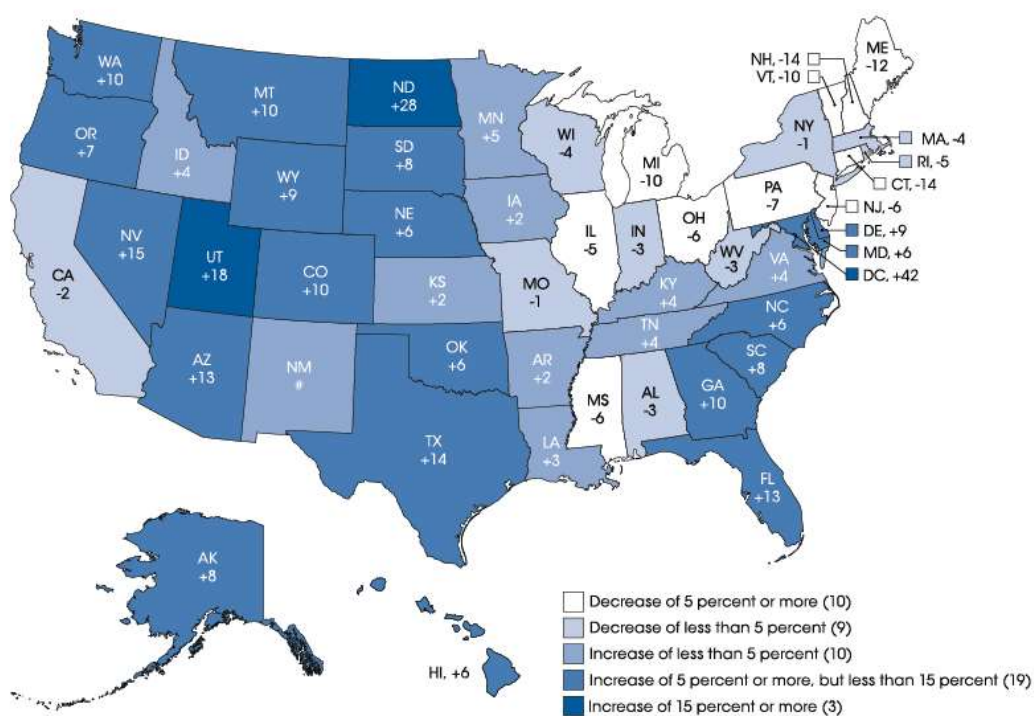 WA
+10
OR
+7
CA
-2
ID
+4
NV
+15
MT
+10
WY
+9
UT
+18
AZ
+13
CO
+10
NM
#
ND
+28
SD
+8
NE
+6
KS
+2
OK
+6
TX
+14
MN
+5
IA
+2
MO
-1
AR
+2
LA
+3
WI
-4
IL
-5
MS
-6
MI
-10
IN
-3
OH
-6
KY
+4
TN
+4
AL
-3
WV
-3
VA
+4
NC
+6
SC
+8
GA
+10
FL
+13
PA
-7
NY
-1
ME
-12
NH, -14
VT, -10
MA, -4
RI, -5
CT, -14
NJ, -6
DE, +9
MD, +6
DC, +42
AK
+8
HI, +6
Decrease of 5 percent or more (10)
Decrease of less than 5 percent (9)
Increase of less than 5 percent (10)
Increase of 5 percent or more, but less than 15 percent (19)
Increase of 15 percent or more (3)